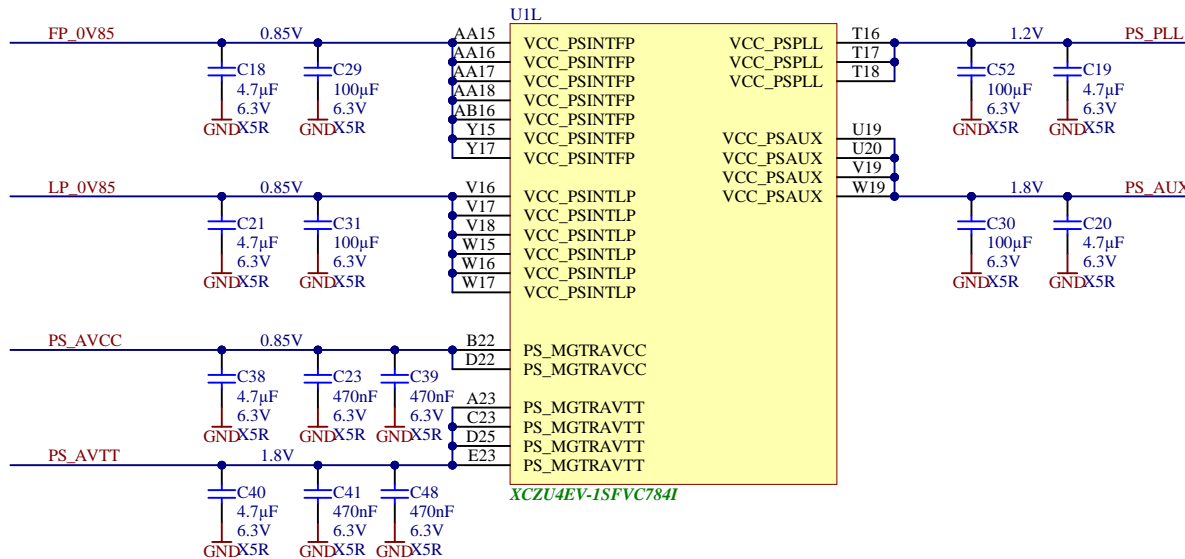 U1L
FP_0V85
0.85V
C18
4.7µF
6.3V
X5R
GND
C29
100µF
6.3V
X5R
GND
AA15 VCC_PSINTFP
AA16 VCC_PSINTFP
AA17 VCC_PSINTFP
AA18 VCC_PSINTFP
AB16 VCC_PSINTFP
Y15 VCC_PSINTFP
Y17 VCC_PSINTFP
VCC_PSPLL T16
VCC_PSPLL T17
VCC_PSPLL T18
1.2V
PS_PLL
C52
100µF
6.3V
X5R
GND
C19
4.7µF
6.3V
X5R
GND
VCC_PSAUX U19
VCC_PSAUX U20
VCC_PSAUX V19
VCC_PSAUX W19
1.8V
PS_AUX
C30
100µF
6.3V
X5R
GND
C20
4.7µF
6.3V
X5R
GND
LP_0V85
0.85V
C21
4.7µF
6.3V
X5R
GND
C31
100µF
6.3V
X5R
GND
V16 VCC_PSINTLP
V17 VCC_PSINTLP
V18 VCC_PSINTLP
W15 VCC_PSINTLP
W16 VCC_PSINTLP
W17 VCC_PSINTLP
PS_AVCC
0.85V
C38
4.7µF
6.3V
X5R
GND
C23
470nF
6.3V
X5R
GND
C39
470nF
6.3V
X5R
GND
B22 PS_MGTRAVCC
D22 PS_MGTRAVCC
A23 PS_MGTRAVTT
C23 PS_MGTRAVTT
D25 PS_MGTRAVTT
E23 PS_MGTRAVTT
PS_AVTT
1.8V
C40
4.7µF
6.3V
X5R
GND
C41
470nF
6.3V
X5R
GND
C48
470nF
6.3V
X5R
GND
XCZU4EV-1SFVC784I